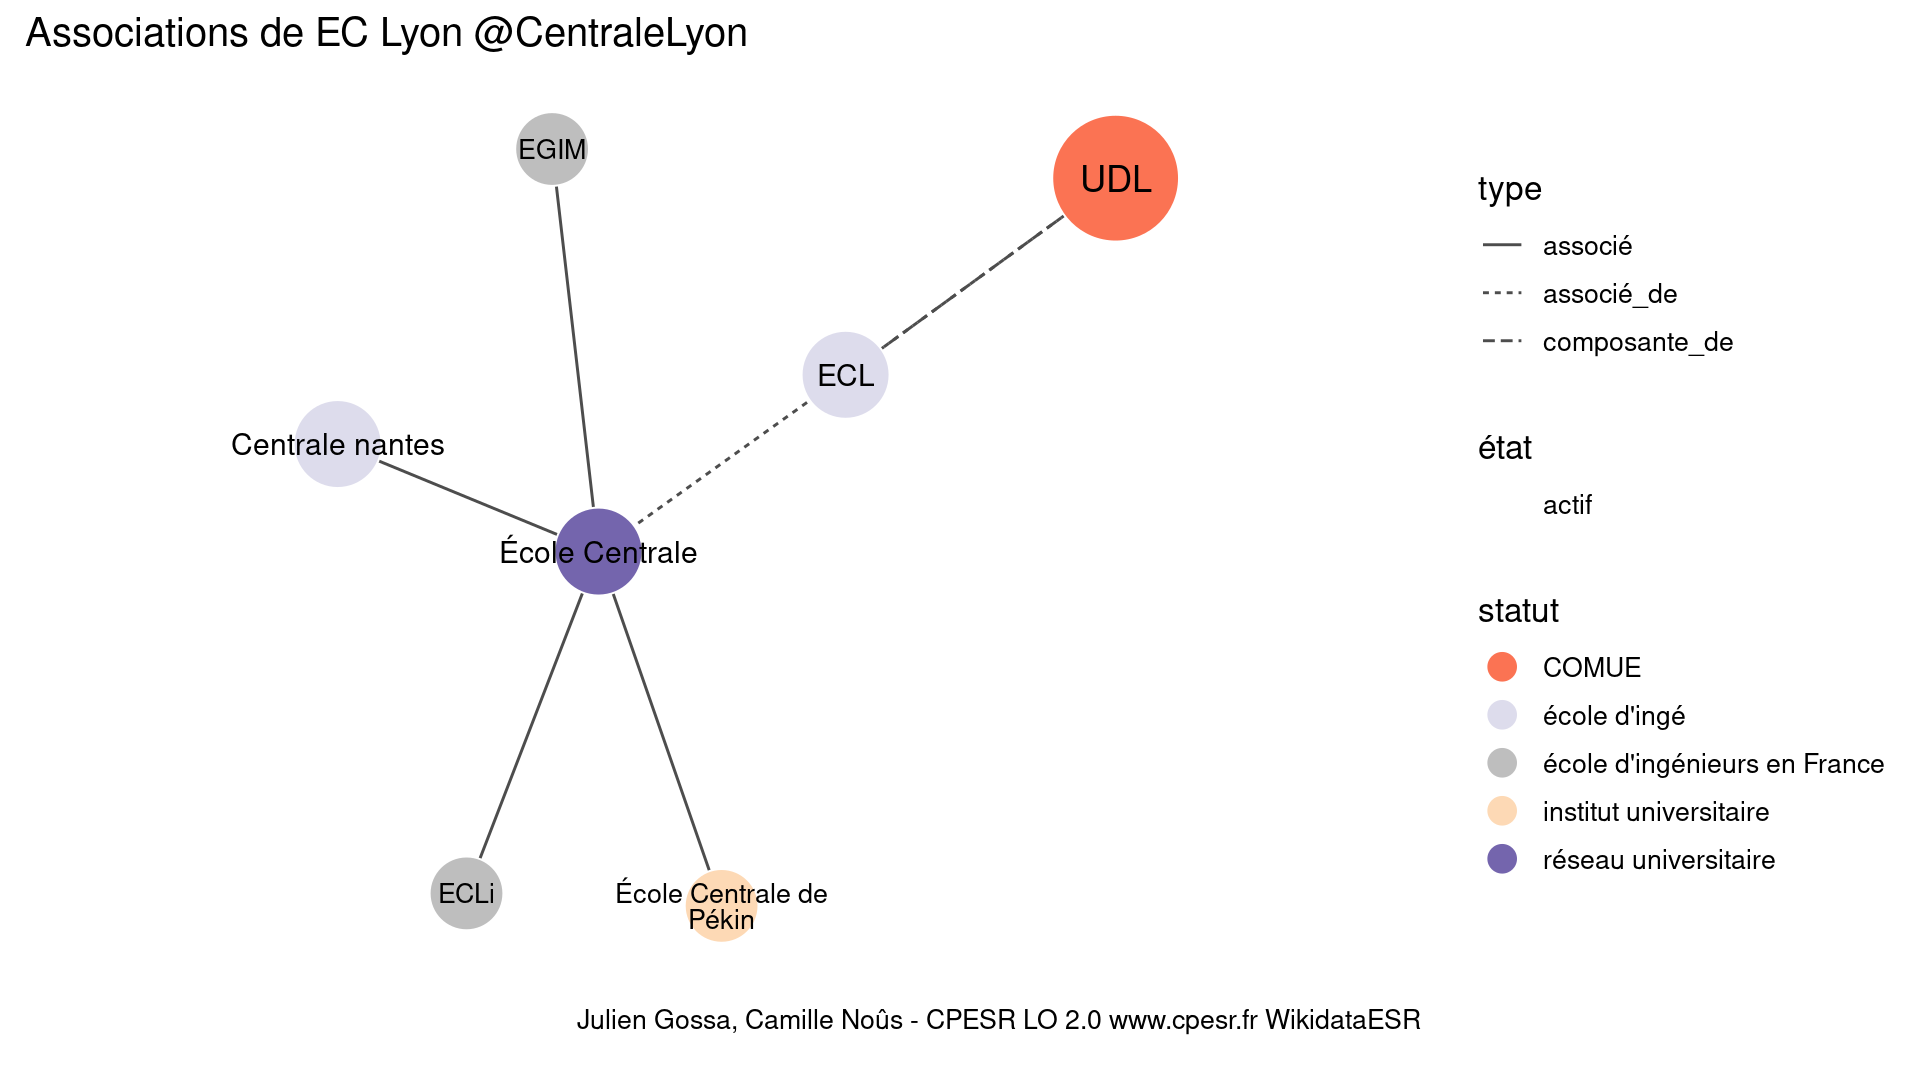 Associations de EC Lyon @CentraleLyon
EGIM
UDL
ECL
Centrale nantes
École Centrale
ECLi
École Centrale de
Pékin
type
associé
associé_de
composante_de
état
actif
statut
COMUE
école d'ingé
école d'ingénieurs en France
institut universitaire
réseau universitaire
Julien Gossa, Camille Noûs - CPESR LO 2.0 www.cpesr.fr WikidataESR